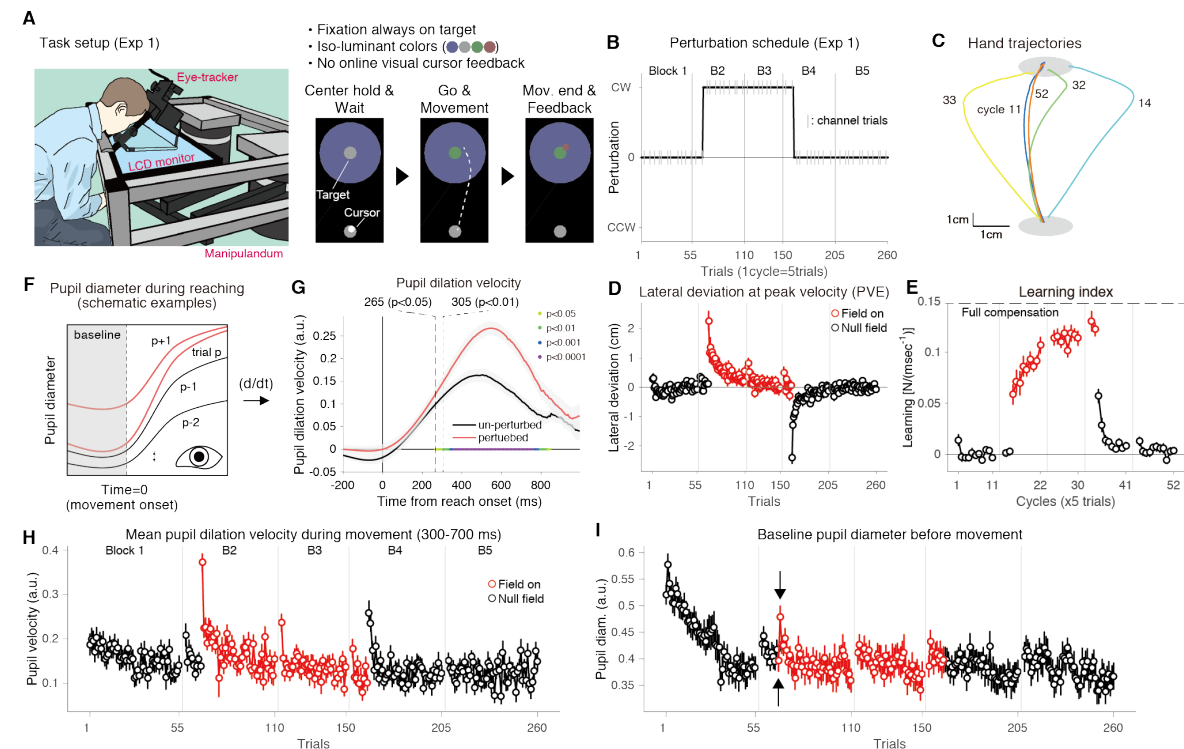 A
Task setup (Exp 1)
Eye-tracker
LCD monitor
Manipulandum
• Fixation always on target
• Iso-luminant colors ( )
• No online visual cursor feedback
Center hold &
Wait
Go &
Movement
Mov. end &
Feedback
Target
Cursor
B
Perturbation schedule (Exp 1)
Block 1
B2
B3
B4
B5
CW
0
CCW
Perturbation
: channel trials
1
55
110
150
205
260
Trials (1cycle=5trials)
C
Hand trajectories
33
cycle 11
52
32
14
1cm
1cm
D
Lateral deviation at peak velocity (PVE)
Field on
Null field
Lateral deviation (cm)
2
1
0
-1
-2
1
55
110
150
205
260
Trials
E
Learning index
Full compensation
Learning [N/(msec⁻¹)]
0.15
0.1
0.05
0
1
11
22
30
41
52
Cycles (x5 trials)
F
Pupil diameter during reaching
(schematic examples)
baseline
p+1
trial p
p-1
p-2
:
Pupil diameter
Time=0
(movement onset)
(d/dt)
G
Pupil dilation velocity
265 (p<0.05)
305 (p<0.01)
p<0.05
p<0.01
p<0.001
p<0.0001
Pupil dilation velocity (a.u.)
0.25
0.2
0.15
0.1
0.05
0
-0.05
un-perturbed
pertuebed
-200
0
200
400
600
800
Time from reach onset (ms)
H
Mean pupil dilation velocity during movement (300-700 ms)
Block 1
B2
B3
B4
B5
Field on
Null field
Pupil velocity (a.u.)
0.4
0.3
0.2
0.1
1
55
110
150
205
260
Trials
I
Baseline pupil diameter before movement
Field on
Null field
Pupil diam. (a.u.)
0.6
0.55
0.5
0.45
0.4
0.35
1
55
110
150
205
260
Trials